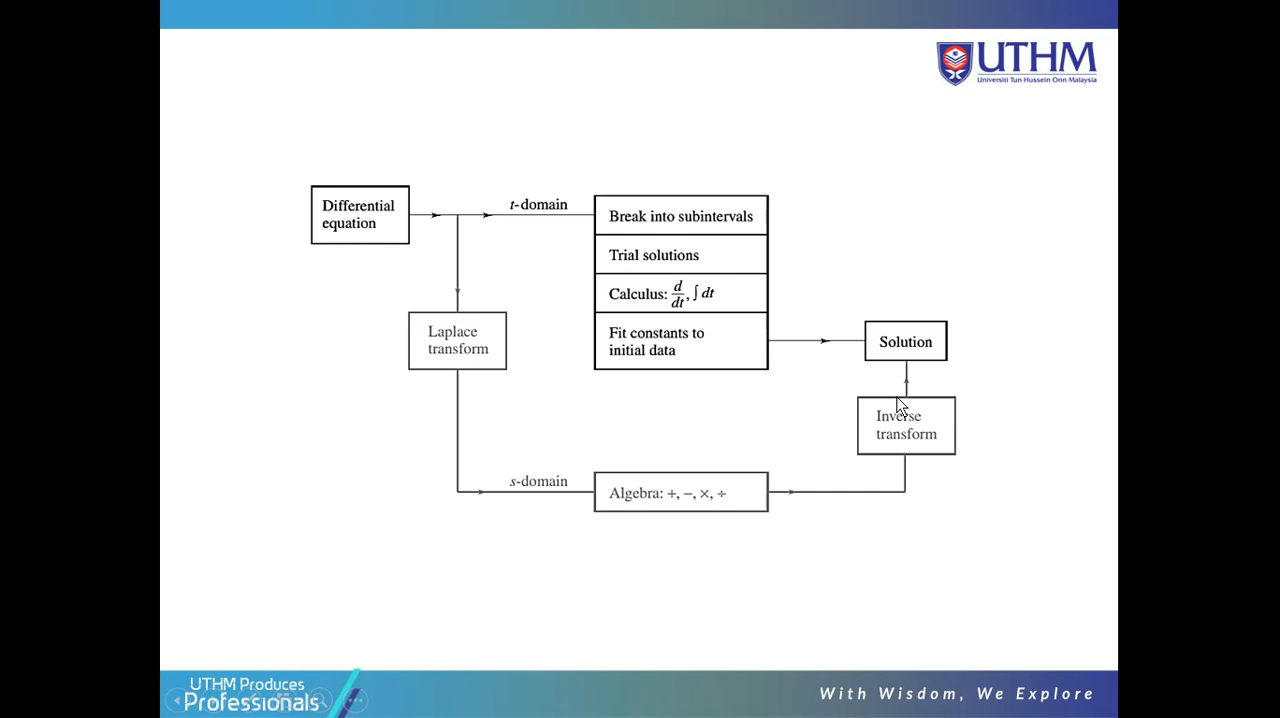 UTHM
Universiti Tun Hussein Onn Malaysia
Differential
equation
t-domain
Break into subintervals
Trial solutions
Calculus: d/dt, ∫ dt
Fit constants to
initial data
Laplace
transform
Solution
Inverse
transform
s-domain
Algebra: +, −, ×, ÷
UTHM Produces
Professionals
With Wisdom, We Explore